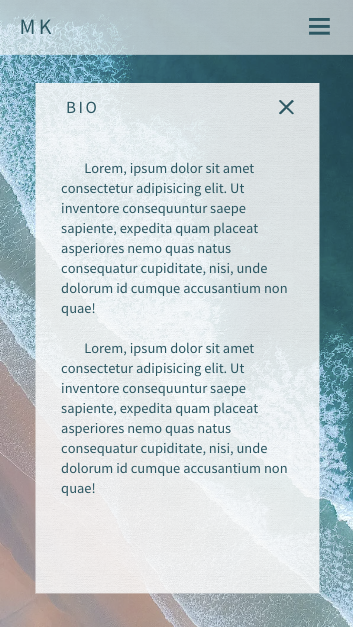 MK
BIO
Lorem, ipsum dolor sit amet
consectetur adipisicing elit. Ut
inventore consequuntur saepe
sapiente, expedita quam placeat
asperiores nemo quas natus
consequatur cupiditate, nisi, unde
dolorum id cumque accusantium non
quae!
Lorem, ipsum dolor sit amet
consectetur adipisicing elit. Ut
inventore consequuntur saepe
sapiente, expedita quam placeat
asperiores nemo quas natus
consequatur cupiditate, nisi, unde
dolorum id cumque accusantium non
quae!